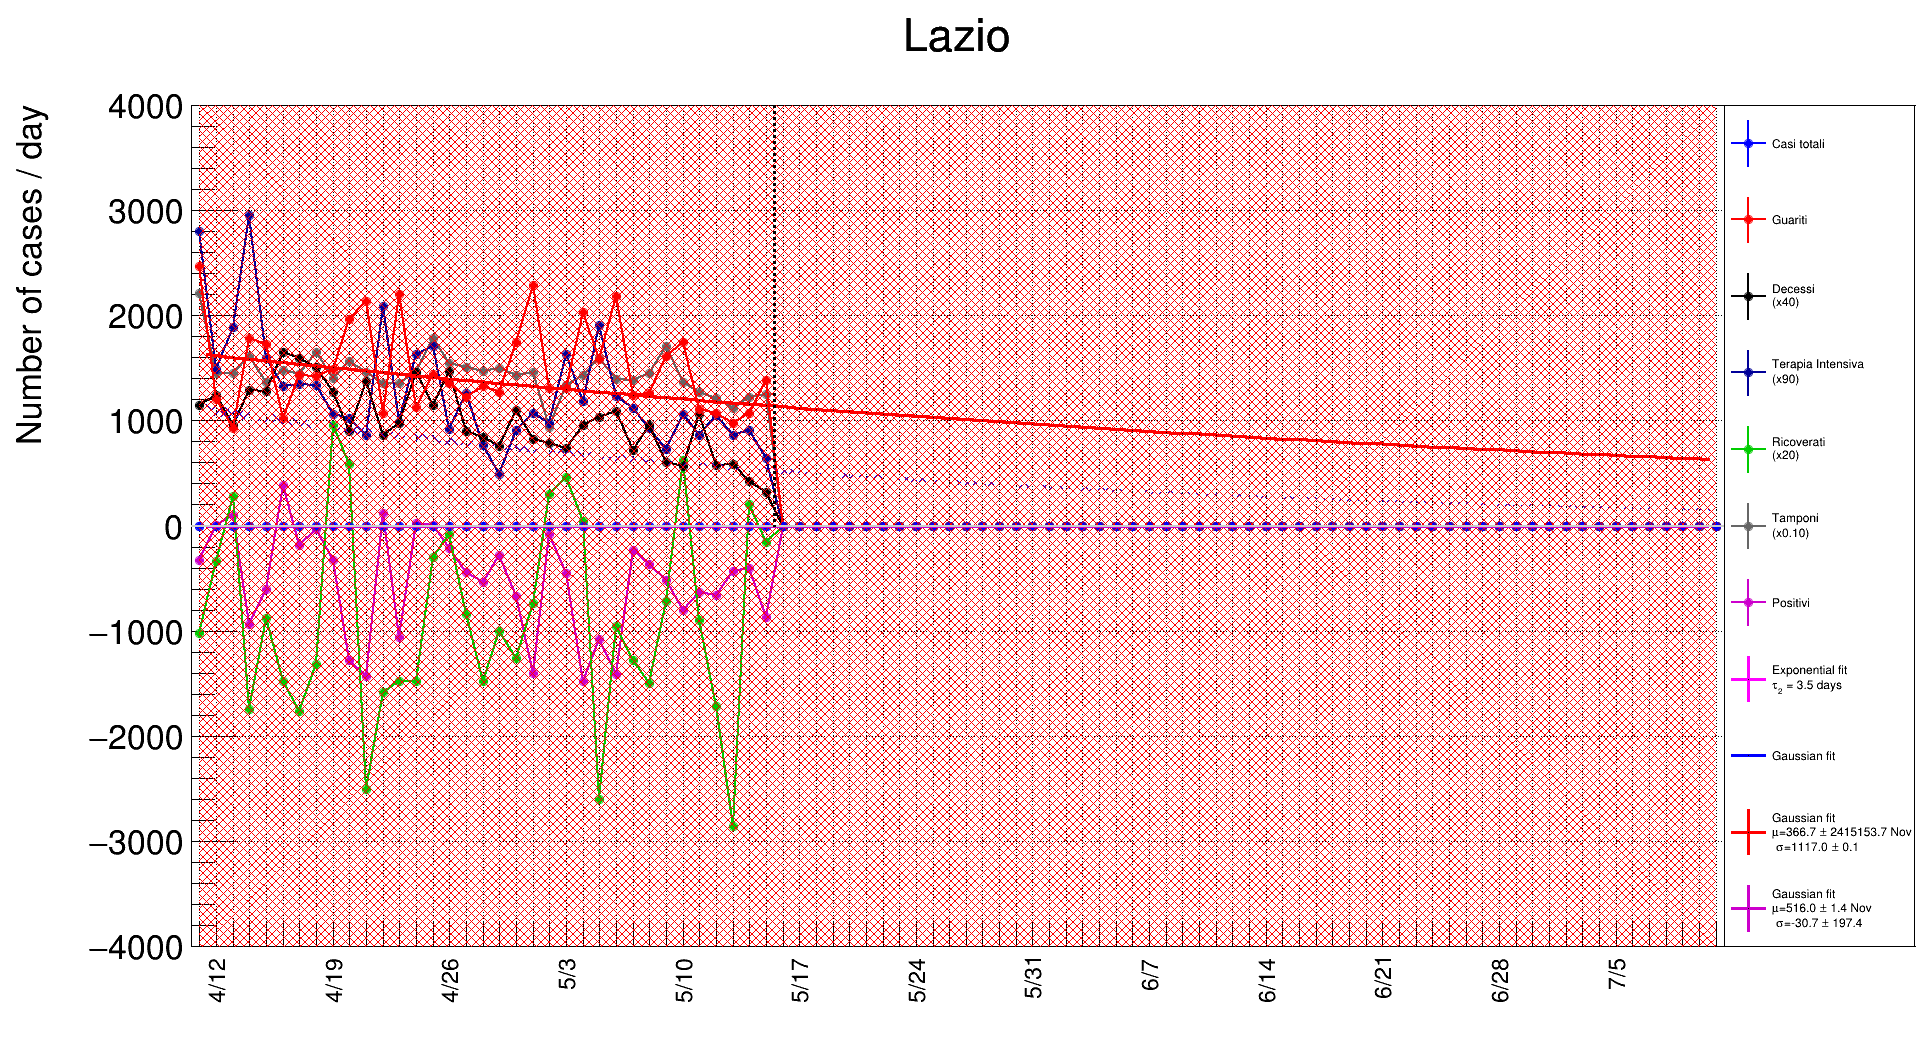 Lazio
Number of cases / day
4000
3000
2000
1000
0
−1000
−2000
−3000
−4000
4/12
4/19
4/26
5/3
5/10
5/17
5/24
5/31
6/7
6/14
6/21
6/28
7/5
Casi totali
Guariti
Decessi
(x40)
Terapia Intensiva
(x90)
Ricoverati
(x20)
Tamponi
(x0.10)
Positivi
Exponential fit
τ2 = 3.5 days
Gaussian fit
Gaussian fit
μ=366.7 ± 2415153.7 Nov
σ=1117.0 ± 0.1
Gaussian fit
μ=516.0 ± 1.4 Nov
σ=-30.7 ± 197.4